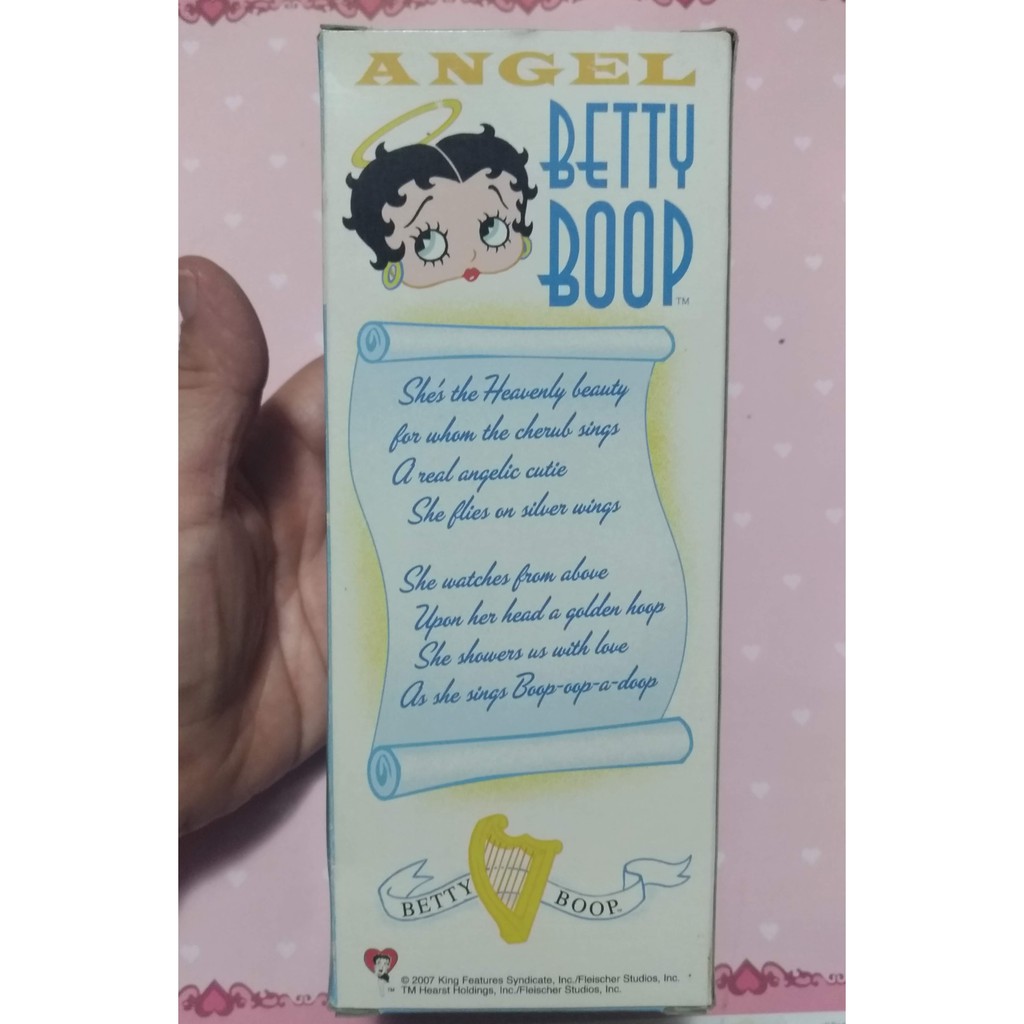 ANGEL
BETTY
BOOP™
She's the Heavenly beauty
for whom the cherub sings
A real angelic cutie
She flies on silver wings
She watches from above
Upon her head a golden hoop
She showers us with love
As she sings Boop-oop-a-doop
BETTY BOOP™
© 2007 King Features Syndicate, Inc./Fleischer Studios, Inc.
™ TM Hearst Holdings, Inc./Fleischer Studios, Inc.